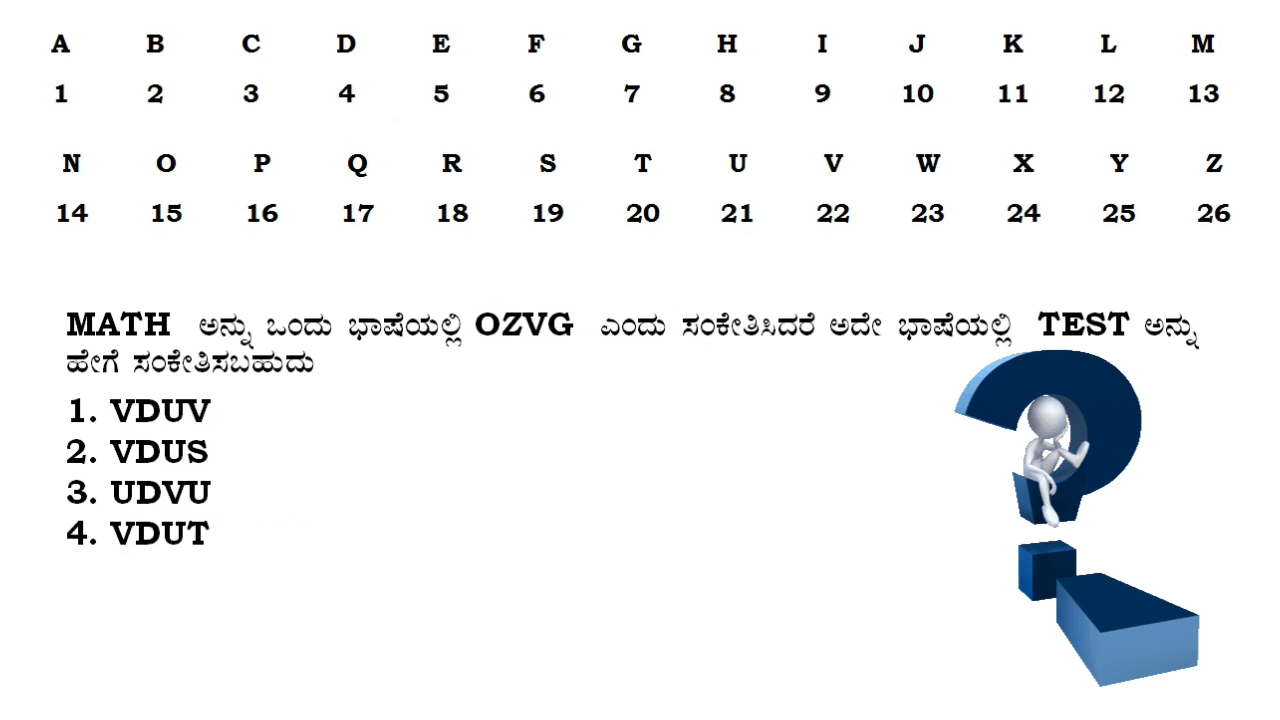 A B C D E F G H I J K L M
1 2 3 4 5 6 7 8 9 10 11 12 13
N O P Q R S T U V W X Y Z
14 15 16 17 18 19 20 21 22 23 24 25 26
MATH ಅನ್ನು ಒಂದು ಭಾಷೆಯಲ್ಲಿ OZVG ಎಂದು ಸಂಕೇತಿಸಿದರೆ ಅದೇ ಭಾಷೆಯಲ್ಲಿ TEST ಅನ್ನು
ಹೇಗೆ ಸಂಕೇತಿಸಬಹುದು
1. VDUV
2. VDUS
3. UDVU
4. VDUT